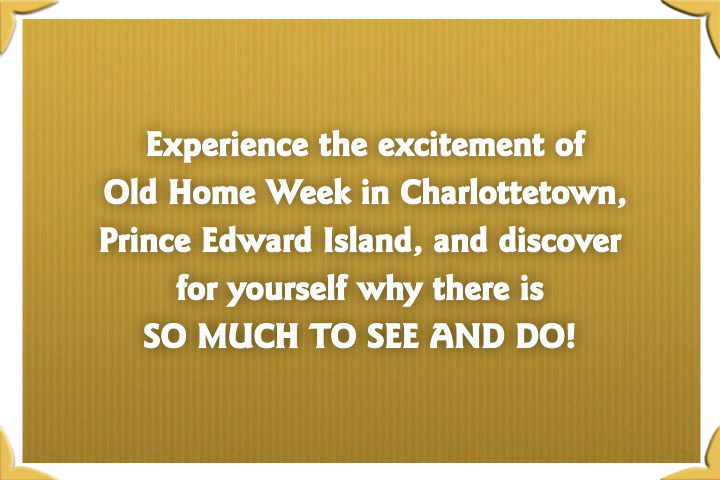 Experience the excitement of
Old Home Week in Charlottetown,
Prince Edward Island, and discover
for yourself why there is
SO MUCH TO SEE AND DO!